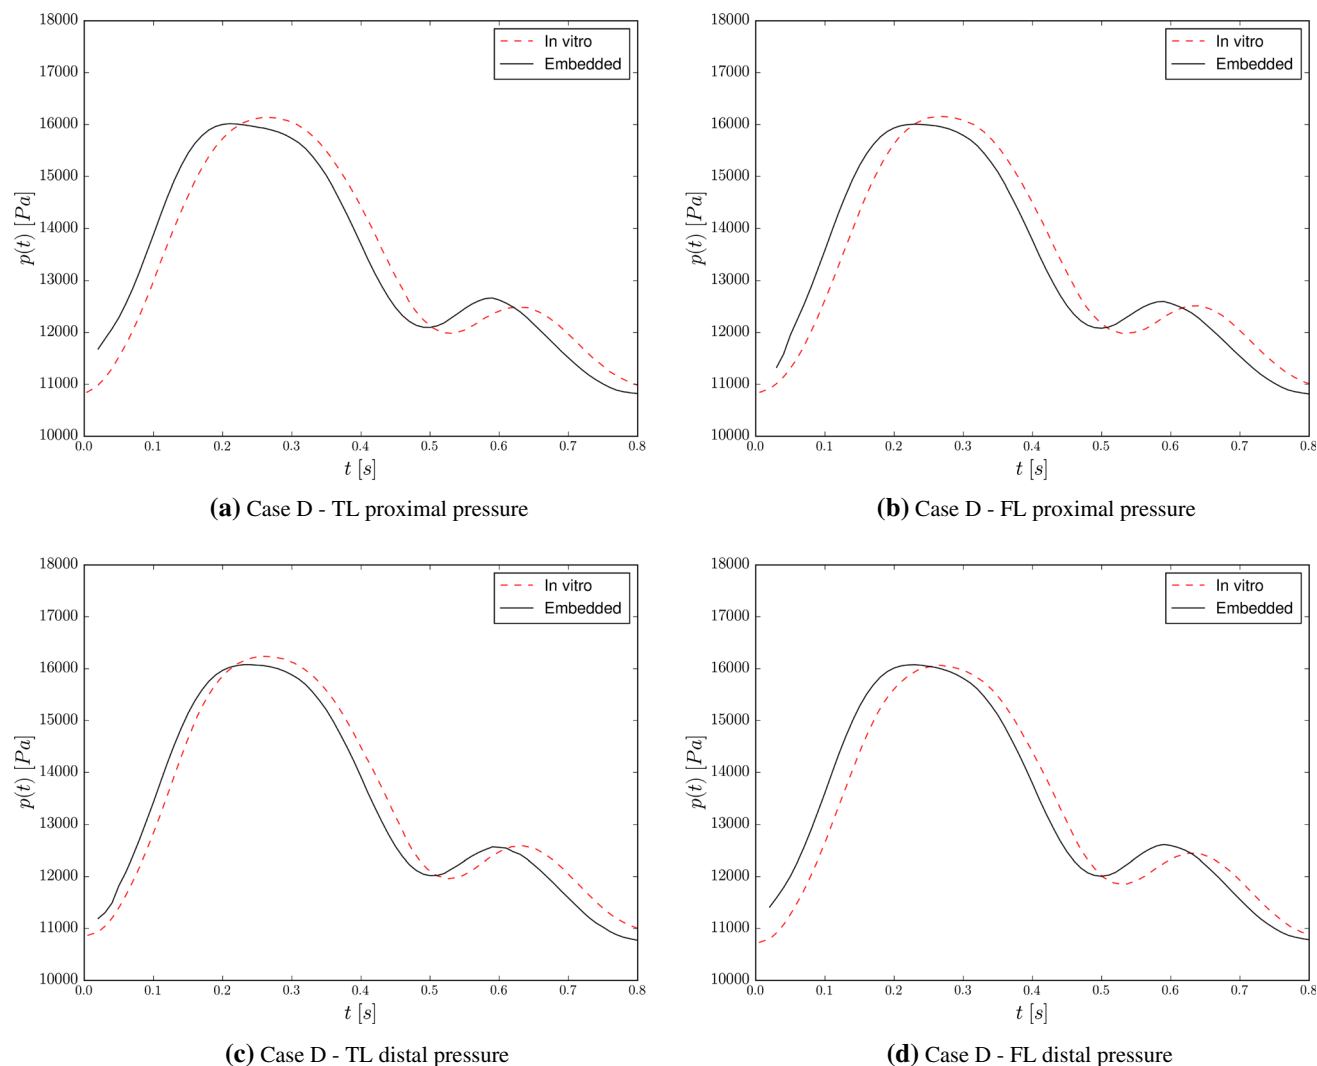 18000
17000
16000
15000
14000
13000
12000
11000
10000
p(t) [Pa]
In vitro
Embedded
0.0 0.1 0.2 0.3 0.4 0.5 0.6 0.7 0.8
t [s]
(a) Case D - TL proximal pressure
18000
17000
16000
15000
14000
13000
12000
11000
10000
p(t) [Pa]
In vitro
Embedded
0.0 0.1 0.2 0.3 0.4 0.5 0.6 0.7 0.8
t [s]
(b) Case D - FL proximal pressure
18000
17000
16000
15000
14000
13000
12000
11000
10000
p(t) [Pa]
In vitro
Embedded
0.0 0.1 0.2 0.3 0.4 0.5 0.6 0.7 0.8
t [s]
(c) Case D - TL distal pressure
18000
17000
16000
15000
14000
13000
12000
11000
10000
p(t) [Pa]
In vitro
Embedded
0.0 0.1 0.2 0.3 0.4 0.5 0.6 0.7 0.8
t [s]
(d) Case D - FL distal pressure